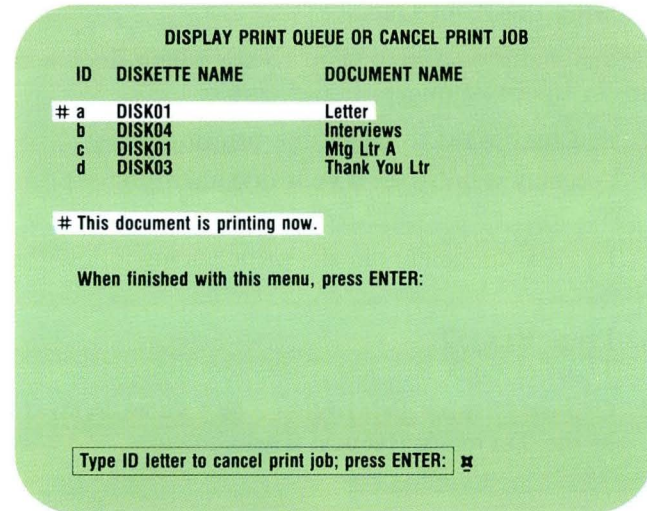 DISPLAY PRINT QUEUE OR CANCEL PRINT JOB
ID DISKETTE NAME DOCUMENT NAME
# a DISK01 Letter
b DISK04 Interviews
c DISK01 Mtg Ltr A
d DISK03 Thank You Ltr
# This document is printing now.
When finished with this menu, press ENTER:
Type ID letter to cancel print job; press ENTER: ¤